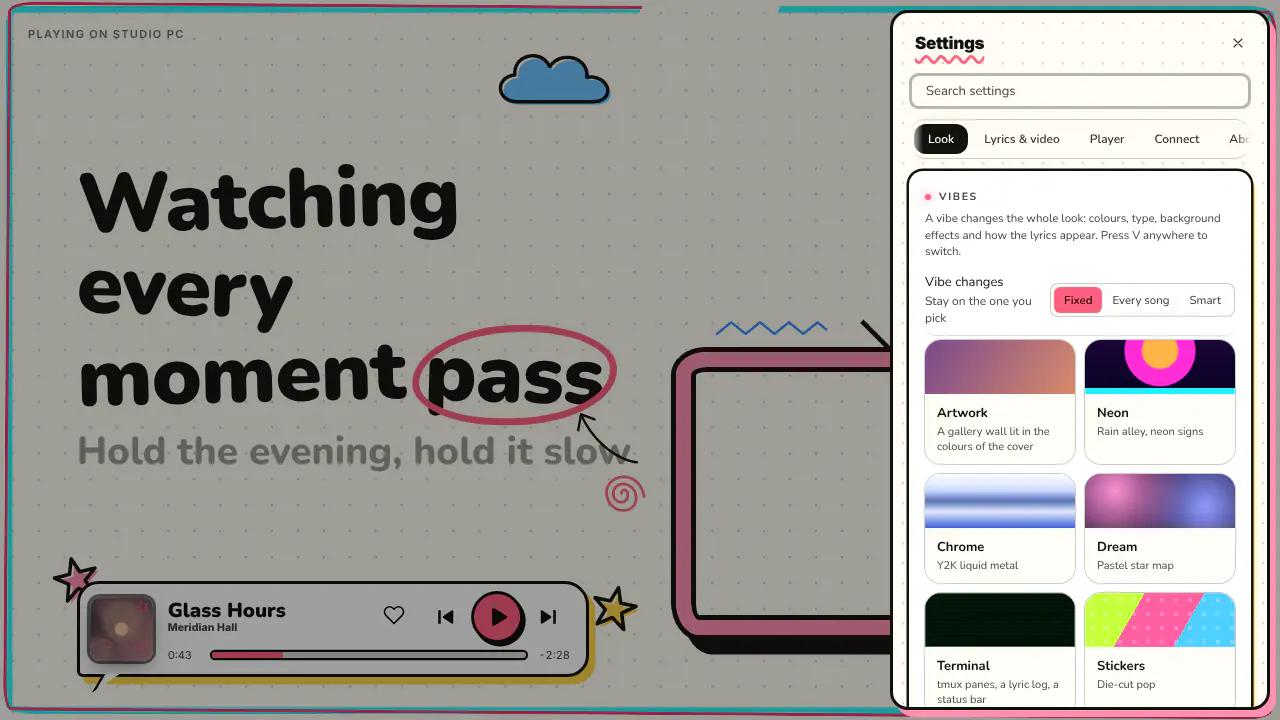 PLAYING ON STUDIO PC
Watching
every
moment pass
Hold the evening, hold it slow
Glass Hours
Meridian Hall
0:43
-2:28
Settings
Search settings
Look
Lyrics & video
Player
Connect
VIBES
A vibe changes the whole look: colours, type, background
effects and how the lyrics appear. Press V anywhere to
switch.
Vibe changes
Stay on the one you
pick
Fixed
Every song
Smart
Artwork
A gallery wall lit in the
colours of the cover
Neon
Rain alley, neon signs
Chrome
Y2K liquid metal
Dream
Pastel star map
Terminal
tmux panes, a lyric log, a
status bar
Stickers
Die-cut pop